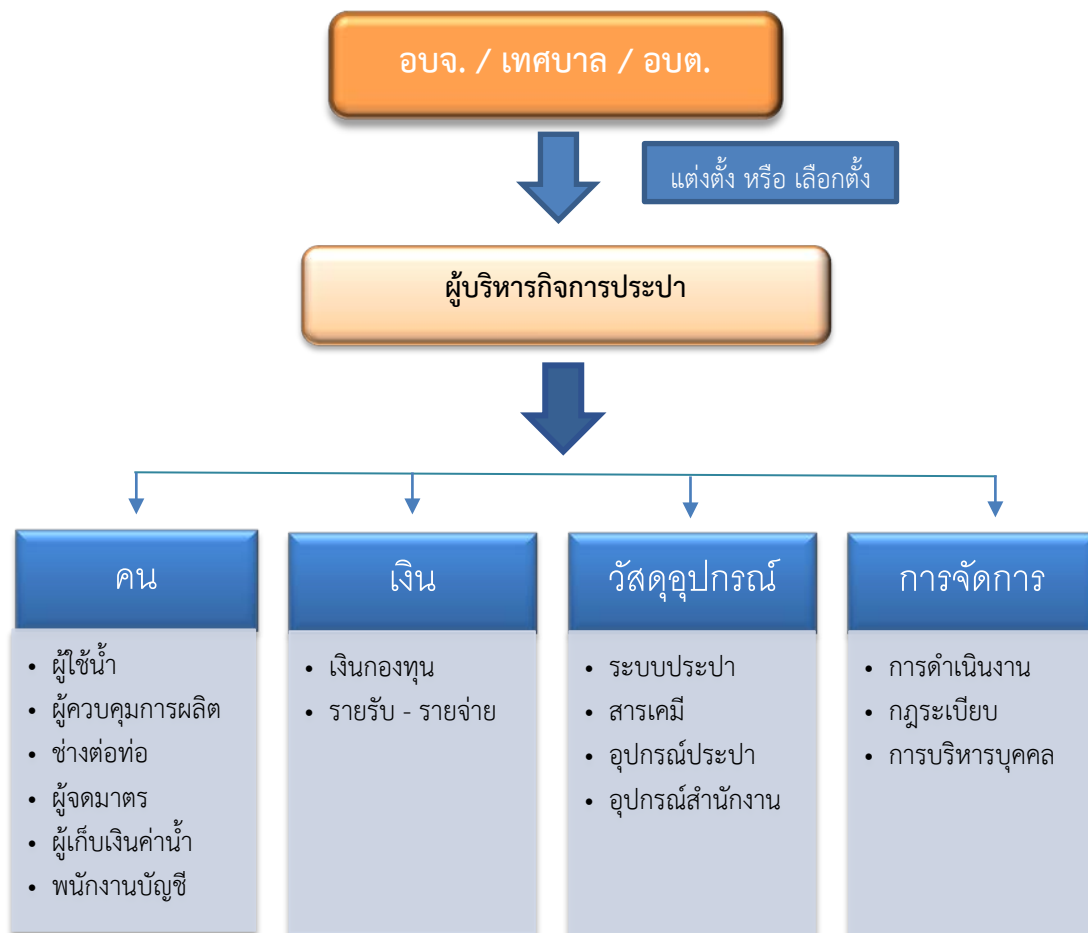 อบจ. / เทศบาล / อบต.
แต่งตั้ง หรือ เลือกตั้ง
ผู้บริหารกิจการประปา
คน
• ผู้ใช้น้ำ
• ผู้ควบคุมการผลิต
• ช่างต่อท่อ
• ผู้จดมาตร
• ผู้เก็บเงินค่าน้ำ
• พนักงานบัญชี
เงิน
• เงินกองทุน
• รายรับ - รายจ่าย
วัสดุอุปกรณ์
• ระบบประปา
• สารเคมี
• อุปกรณ์ประปา
• อุปกรณ์สำนักงาน
การจัดการ
• การดำเนินงาน
• กฎระเบียบ
• การบริหารบุคคล